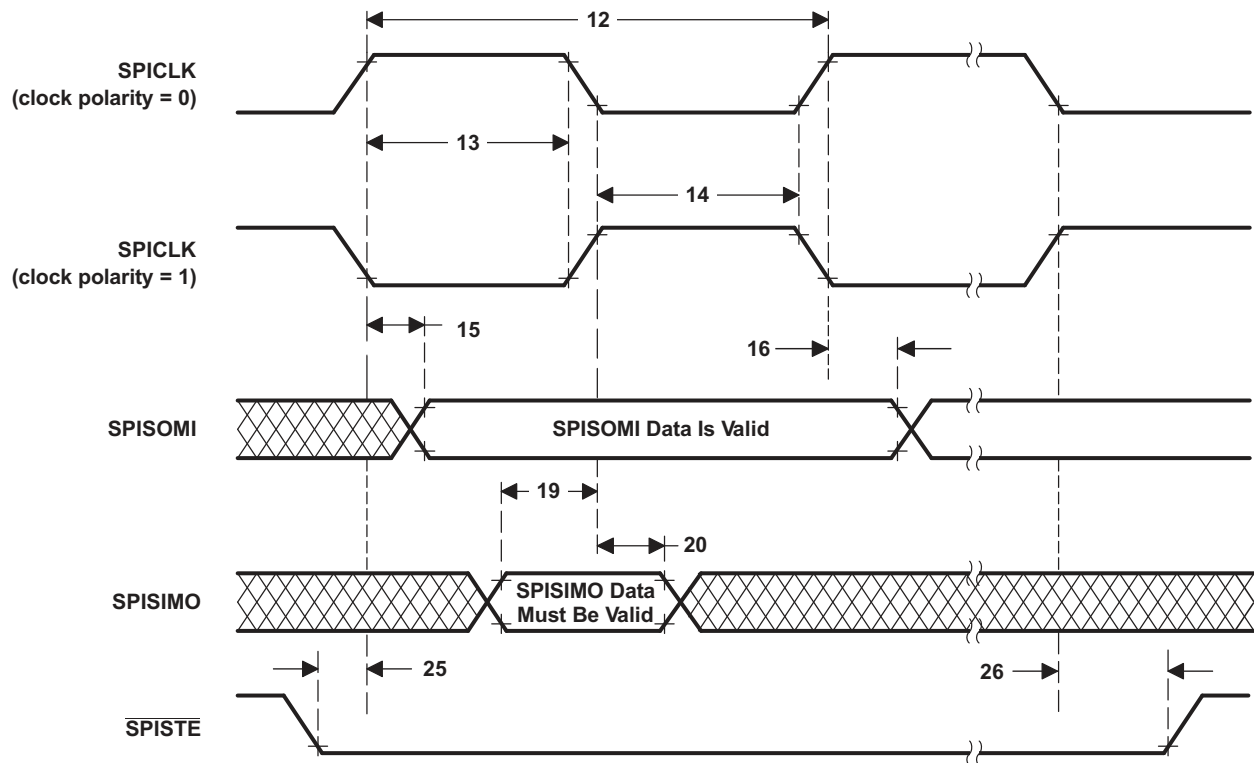 12
SPICLK
(clock polarity = 0)
13
14
SPICLK
(clock polarity = 1)
15
16
SPISOMI
SPISOMI Data Is Valid
19
20
SPISIMO
SPISIMO Data
Must Be Valid
25
26
SPISTE